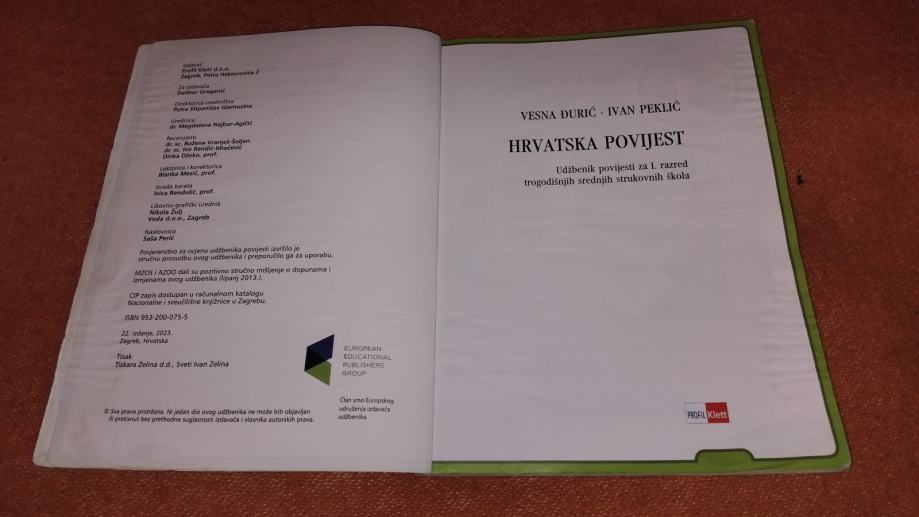 Izdavač
Profil Klett d.o.o.
Zagreb, Petra Hektorovića 2
Za izdavača
Dalibor Greganić
Direktorica uredništva
Petra Stipaničev Glamuzina
Urednica
dr. Magdalena Najbar-Agičić
Recenzenti
dr. sc. Božena Vranješ-Šoljan
dr. sc. Ivo Rendić-Miočević
Dinka Džeko, prof.
Lektorica i korektorica
Blanka Mesić, prof.
Izrada karata
Ivica Rendulić, prof.
Likovno-grafički urednik
Nikola Žulj
Veda d.o.o., Zagreb
Naslovnica
Saša Perić
Povjerenstvo za ocjenu udžbenika povijesti izvršilo je
stručnu prosudbu ovog udžbenika i preporučilo ga za uporabu.
MZOS i AZOO dali su pozitivno stručno mišljenje o dopunama i
izmjenama ovog udžbenika (lipanj 2013.).
CIP zapis dostupan u računalnom katalogu
Nacionalne i sveučilišne knjižnice u Zagrebu.
ISBN 953-200-075-5
22. izdanje, 2023.
Zagreb, Hrvatska
Tisak
Tiskara Zelina d.d., Sveti Ivan Zelina
EUROPEAN
EDUCATIONAL
PUBLISHERS
GROUP
Član smo Europskog
udruženja izdavača
udžbenika.
© Sva prava pridržana. Ni jedan dio ovog udžbenika ne može biti objavljen
ili pretisnut bez prethodne suglasnosti izdavača i vlasnika autorskih prava.
VESNA ĐURIĆ - IVAN PEKLIĆ
HRVATSKA POVIJEST
Udžbenik povijesti za I. razred
trogodišnjih srednjih strukovnih škola
PROFIL Klett